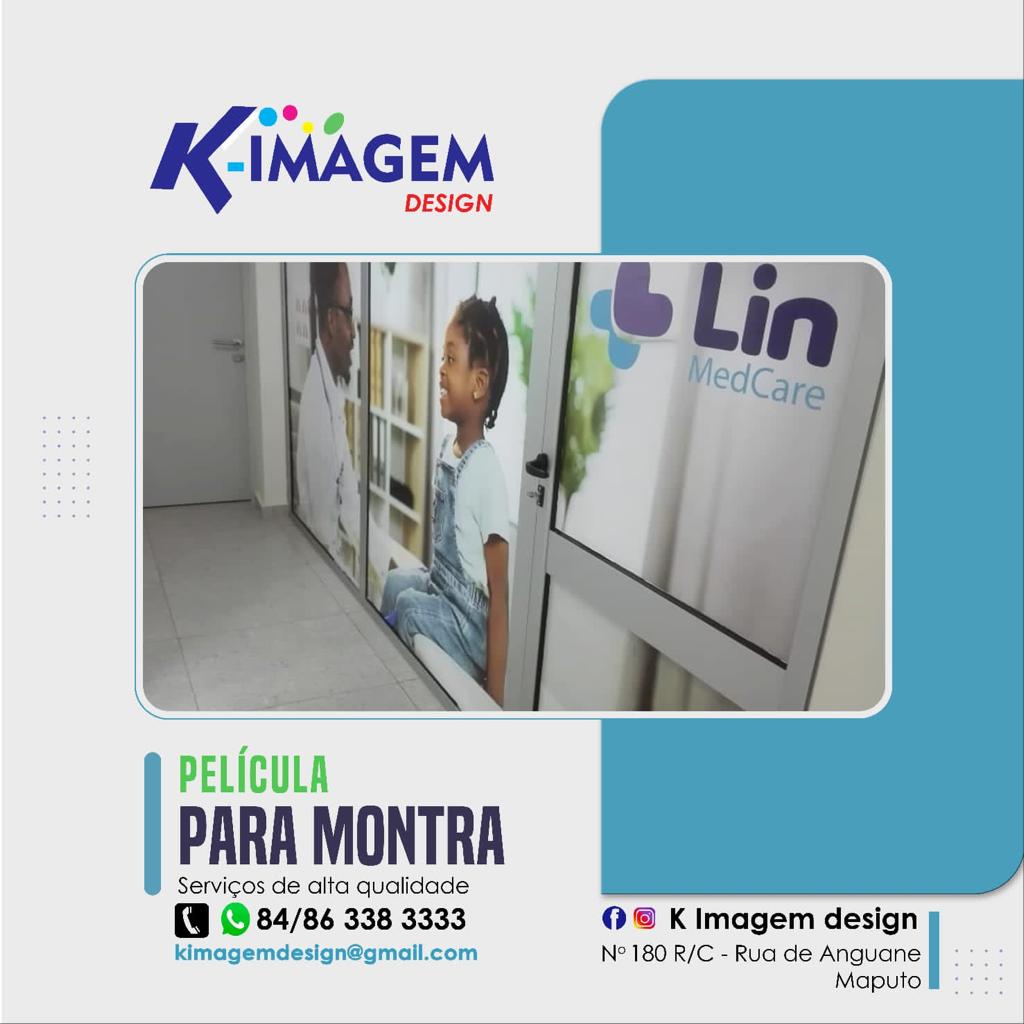 K-IMAGEM
DESIGN
Lin
MedCare
PELÍCULA
PARA MONTRA
Serviços de alta qualidade
84/86 338 3333
kimagemdesign@gmail.com
K Imagem design
Nº 180 R/C - Rua de Anguane
Maputo